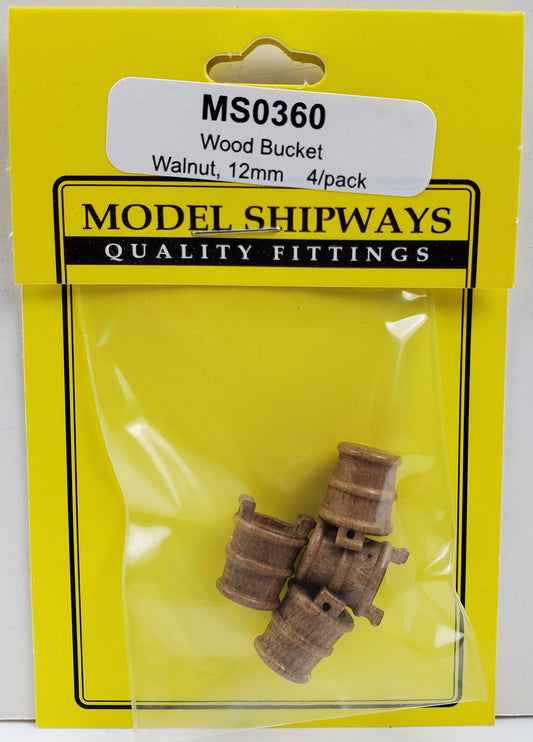 MS0360
Wood Bucket
Walnut, 12mm 4/pack
MODEL SHIPWAYS
QUALITY FITTINGS